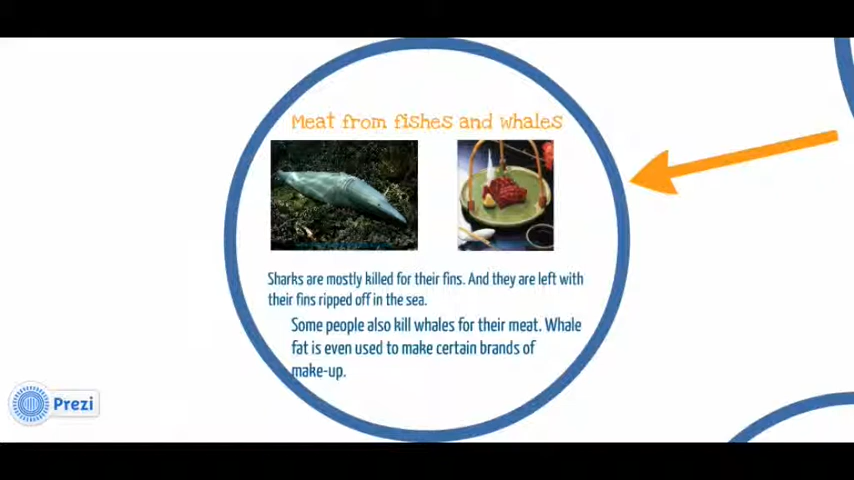 Meat from fishes and whales
Sharks are mostly killed for their fins. And they are left with
their fins ripped off in the sea.
Some people also kill whales for their meat. Whale
fat is even used to make certain brands of
make-up.
Prezi